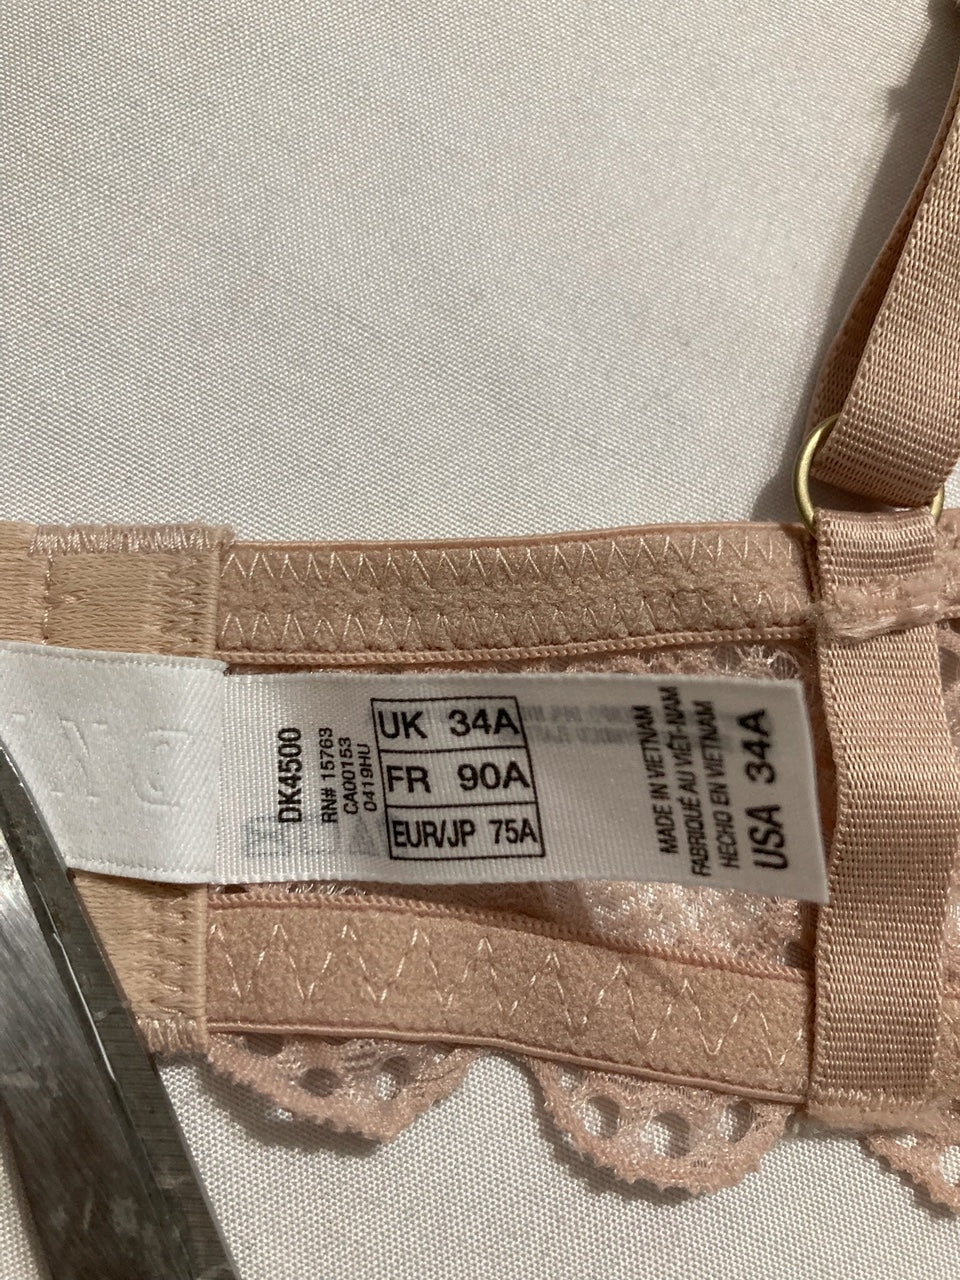 DK4500
RN# 15763
CA00153
0419HU
UK 34A
FR 90A
EUR/JP 75A
MADE IN VIETNAM
FABRIQUÉ AU VIÊT-NAM
HECHO EN VIETNAM
USA 34A